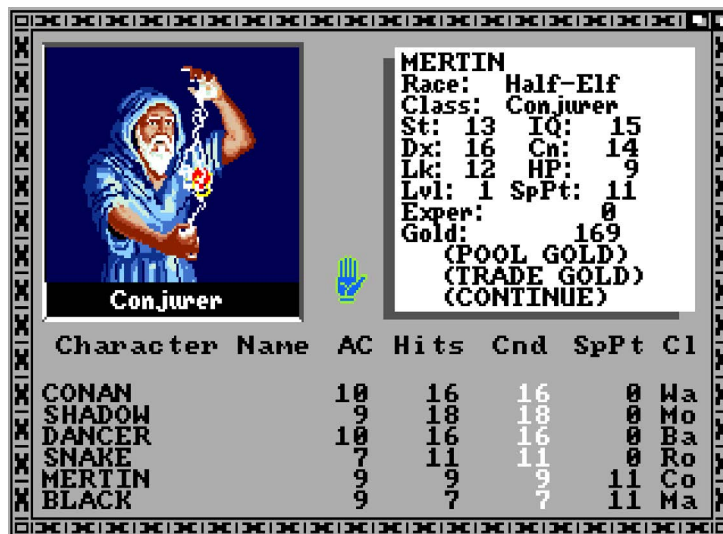 MERTIN
Race: Half-Elf
Class: Conjurer
St: 13 IQ: 15
Dx: 16 Cn: 14
Lk: 12 HP: 9
Lvl: 1 SpPt: 11
Exper: 0
Gold: 169
(POOL GOLD)
(TRADE GOLD)
(CONTINUE)
Conjurer
Character Name AC Hits Cnd SpPt Cl
CONAN 10 16 16 0 Wa
SHADOW 9 18 18 0 Mo
DANCER 10 16 16 0 Ba
SNAKE 7 11 11 0 Ro
MERTIN 9 9 9 11 Co
BLACK 9 7 7 11 Ma